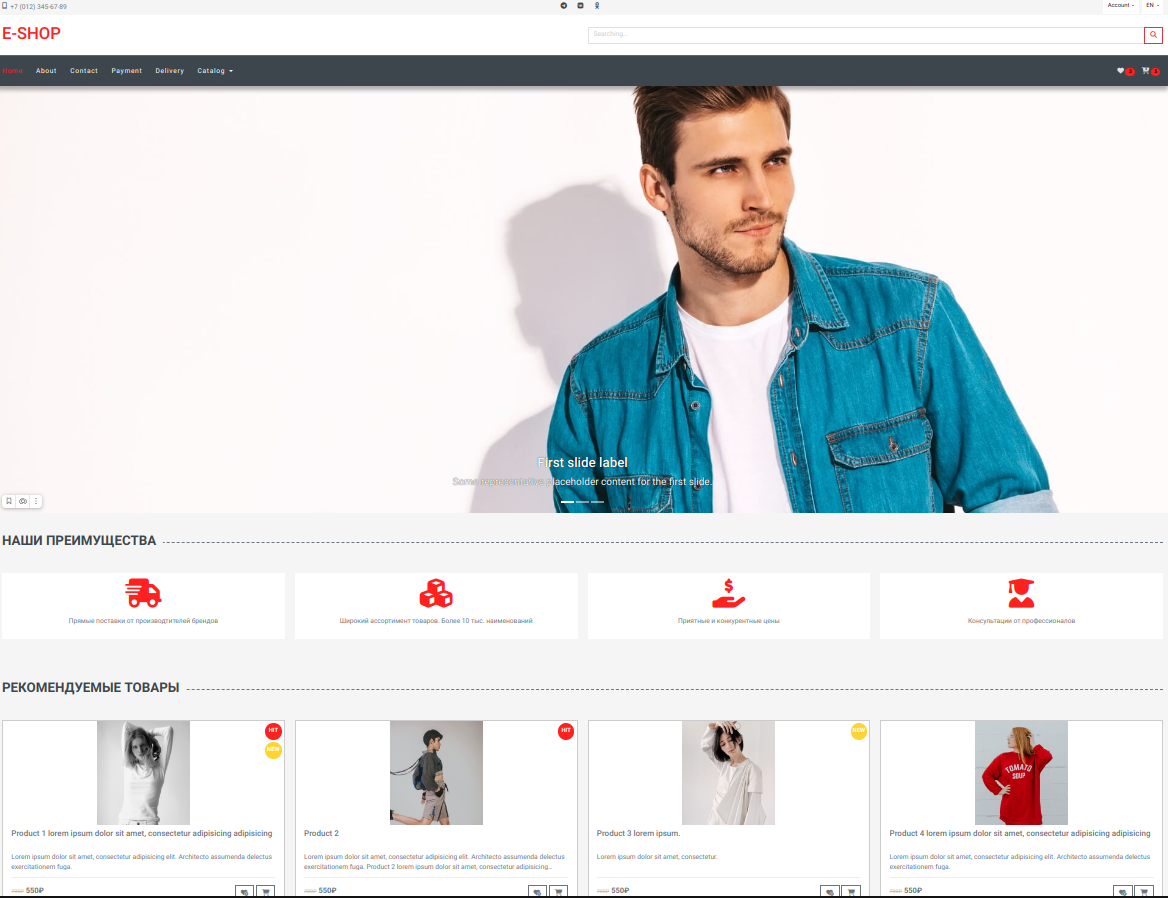 +7 (012) 345-67-89
Account
EN
E-SHOP
Searching...
Home
About
Contact
Payment
Delivery
Catalog
First slide label
Some representative placeholder content for the first slide.
НАШИ ПРЕИМУЩЕСТВА
Прямые поставки от производтителей брендов
Широкий ассортимент товаров. Более 10 тыс. наименований
Приятные и конкурентные цены
Консультации от профессионалов
РЕКОМЕНДУЕМЫЕ ТОВАРЫ
HIT
NEW
HIT
NEW
TOMATO
SOUP
Product 1 lorem ipsum dolor sit amet, consectetur adipisicing adipisicing
Lorem ipsum dolor sit amet, consectetur adipisicing elit. Architecto assumenda delectus
exercitationem fuga.
550₽
Product 2
Lorem ipsum dolor sit amet, consectetur adipisicing elit. Architecto assumenda delectus
exercitationem fuga. Product 2 lorem ipsum dolor sit amet, consectetur adipisicing...
550₽
Product 3 lorem ipsum.
Lorem ipsum dolor sit amet, consectetur.
550₽
Product 4 lorem ipsum dolor sit amet, consectetur adipisicing adipisicing
Lorem ipsum dolor sit amet, consectetur adipisicing elit. Architecto assumenda delectus
exercitationem fuga.
550₽